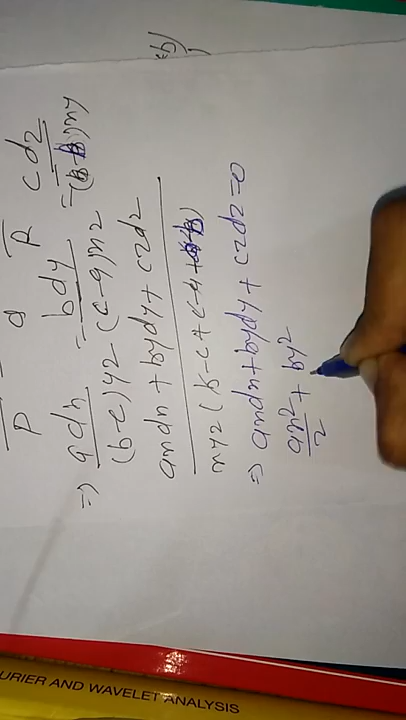 P = Q = R
⇒ adx/(b-c)yz = bdy/(c-a)xz = cdz/(a-b)xy
axdx + bydy + czdz
xyz(b-c+c-a+a-b)
⇒ axdx + bydy + czdz = 0
ax²/2 + by²
URIER AND WAVELET ANALYSIS